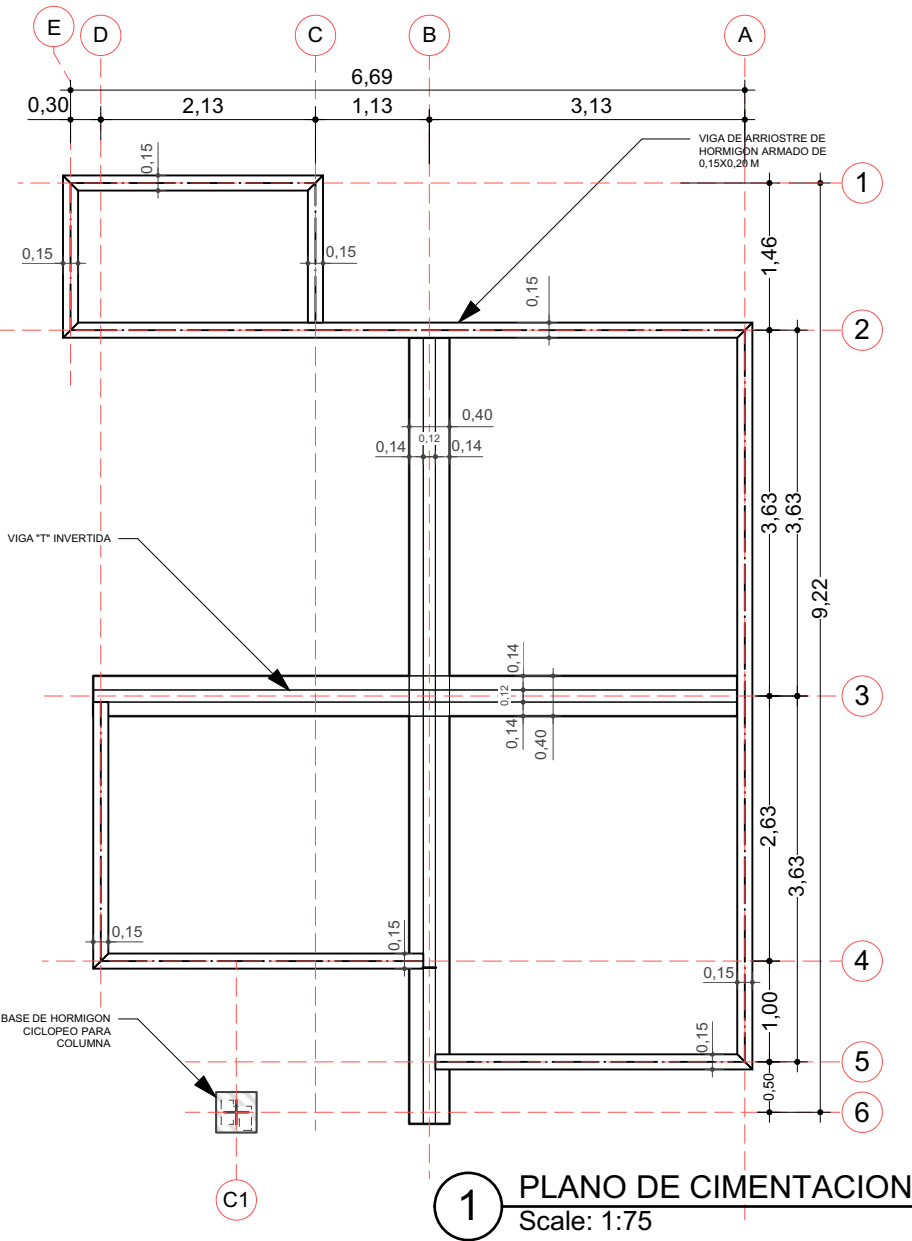 E
D
C
B
A
6,69
0,30
2,13
1,13
3,13
VIGA DE ARRIOSTRE DE
HORMIGON ARMADO DE
0,15X0,20 M
0,15
1
0,15
0,15
1,46
0,15
2
0,40
0,12
0,14
0,14
3,63
3,63
VIGA "T" INVERTIDA
9,22
0,14
0,12
3
0,14
0,40
2,63
3,63
0,15
0,15
4
0,15
1,00
BASE DE HORMIGON
CICLOPEO PARA
COLUMNA
0,15
5
0,50
6
C1
1
PLANO DE CIMENTACION
Scale: 1:75